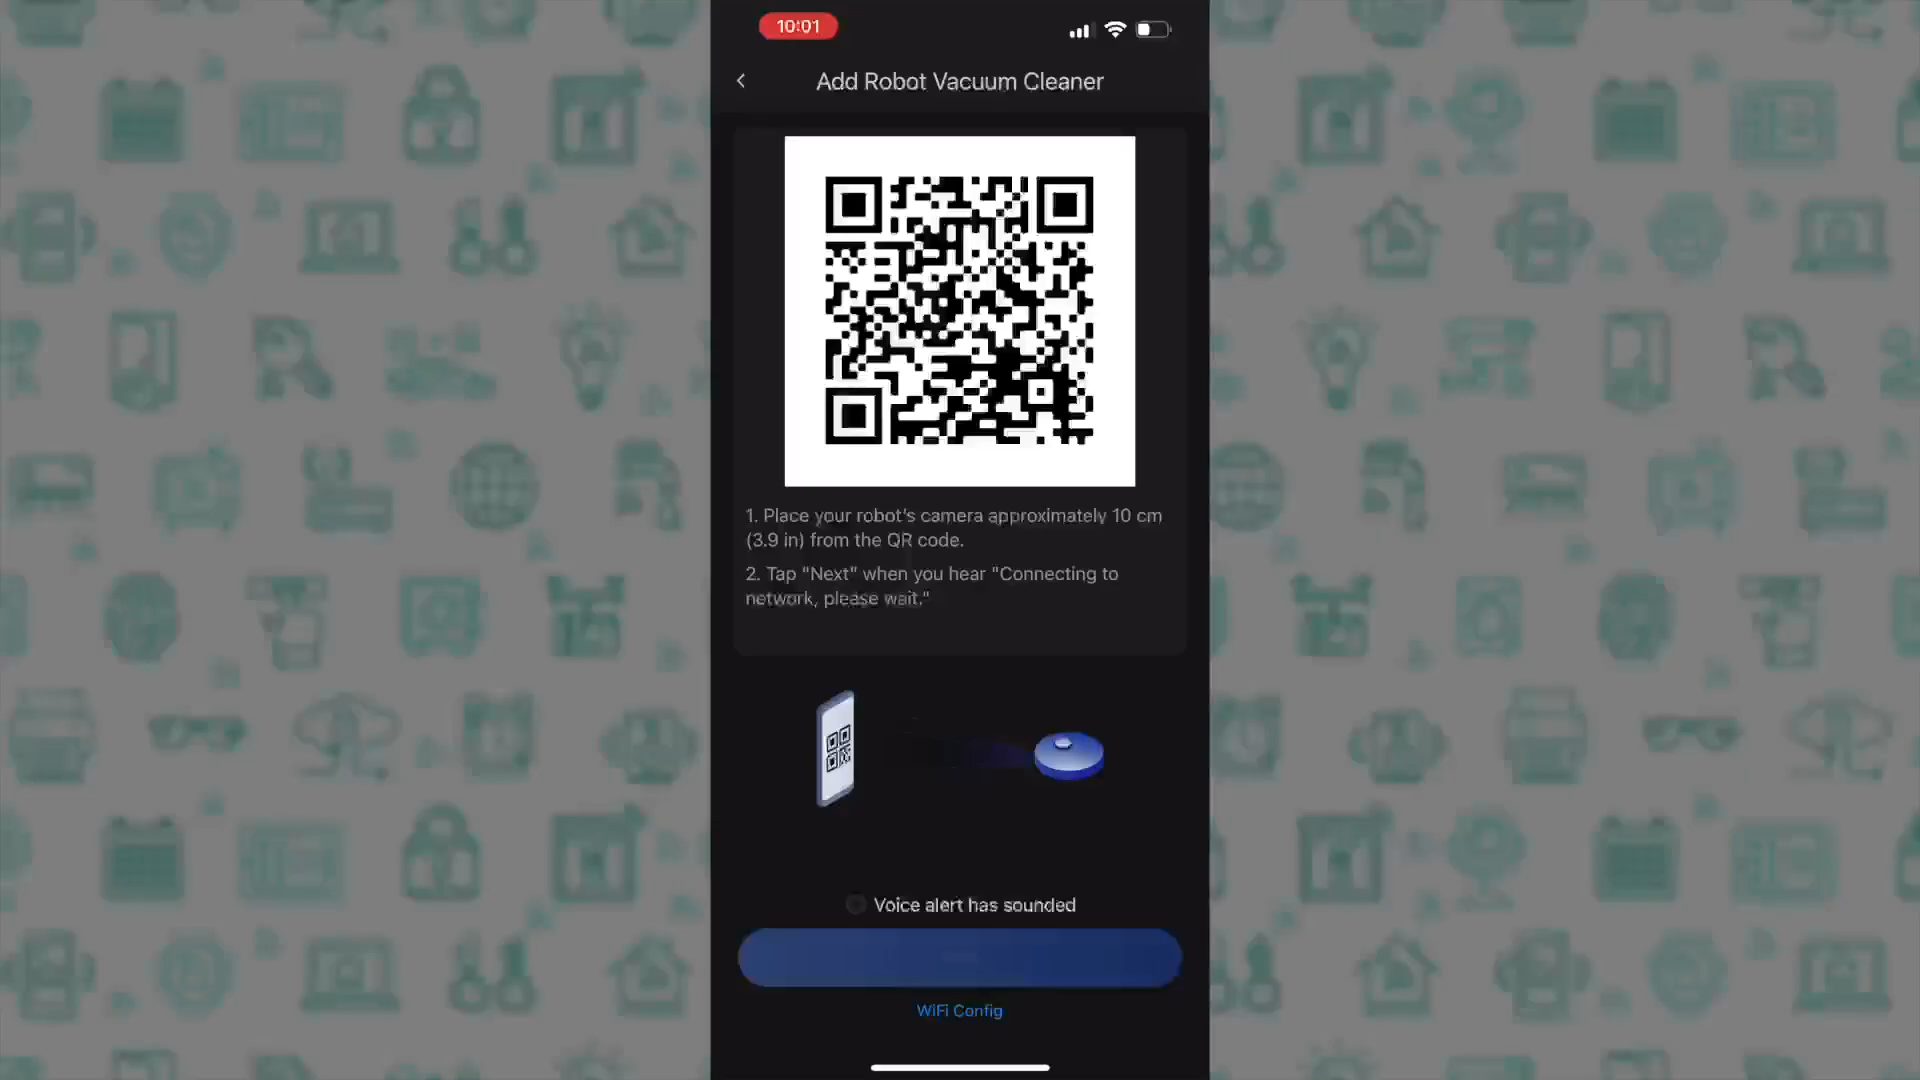 10:01
Add Robot Vacuum Cleaner
1. Place your robot's camera approximately 10 cm
(3.9 in) from the QR code.
2. Tap "Next" when you hear "Connecting to
network, please wait."
Voice alert has sounded
WiFi Config